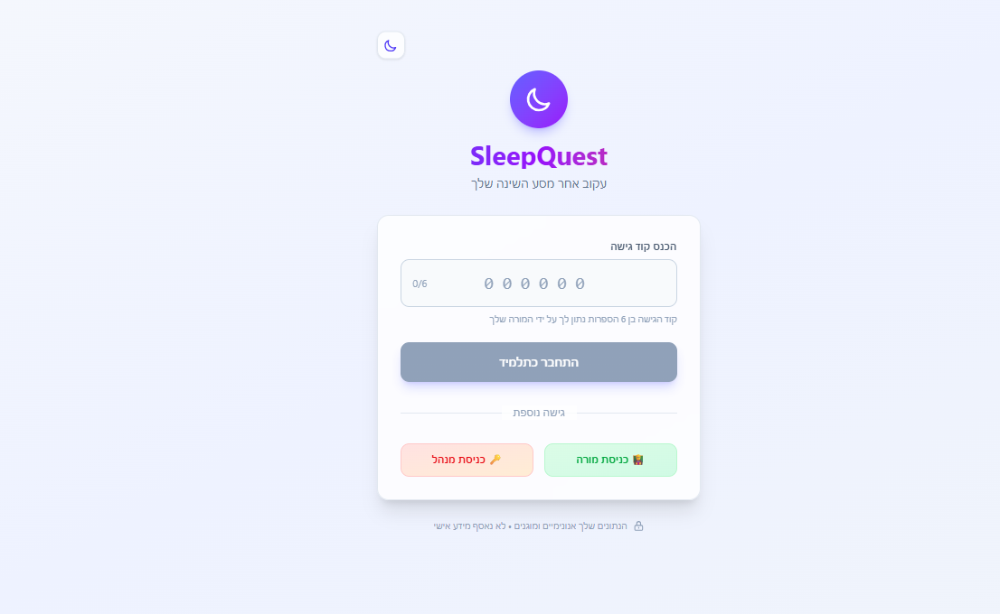 SleepQuest
עקוב אחר מסע השינה שלך
הכנס קוד גישה
000000
0/6
קוד הגישה בן 6 הספרות נתון לך על ידי המורה שלך
התחבר כתלמיד
גישה נוספת
👩‍🏫 כניסת מורה
🔑 כניסת מנהל
הנתונים שלך אנונימיים ומוגנים • לא נאסף מידע אישי